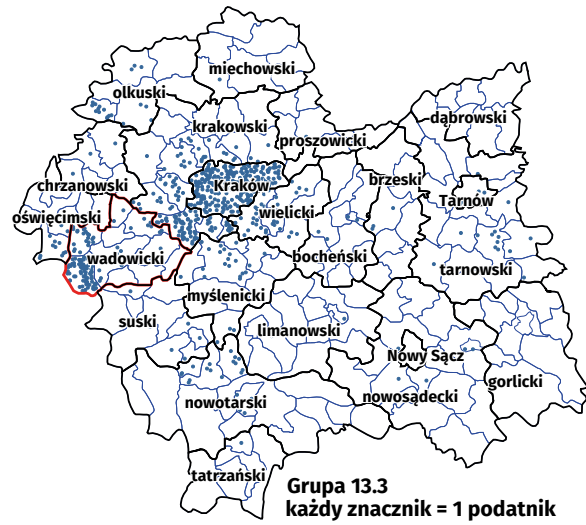 miechowski
olkuski
dąbrowski
krakowski
proszowicki
chrzanowski
Kraków
brzeski
Tarnów
oświęcimski
wielicki
wadowicki
bocheński
tarnowski
myślenicki
suski
limanowski
Nowy Sącz
gorlicki
nowotarski
nowosądecki
tatrzański
Grupa 13.3
każdy znacznik = 1 podatnik